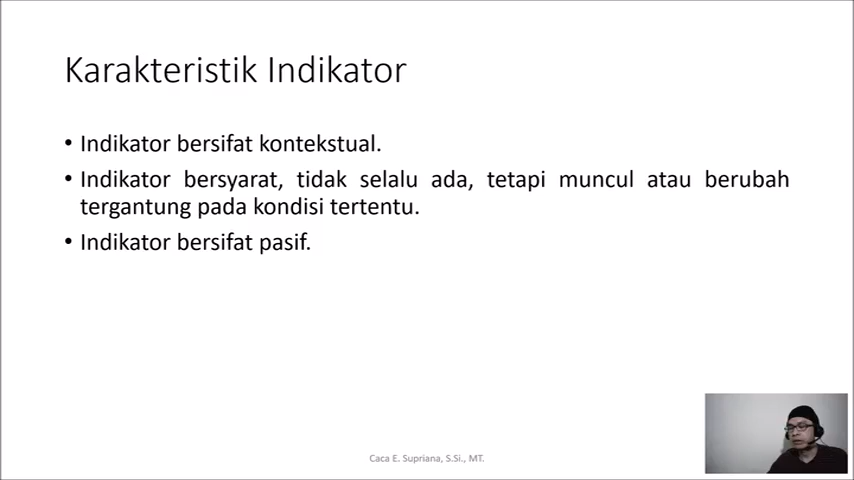 Karakteristik Indikator
• Indikator bersifat kontekstual.
• Indikator bersyarat, tidak selalu ada, tetapi muncul atau berubah
tergantung pada kondisi tertentu.
• Indikator bersifat pasif.
Caca E. Supriana, S.Si., MT.